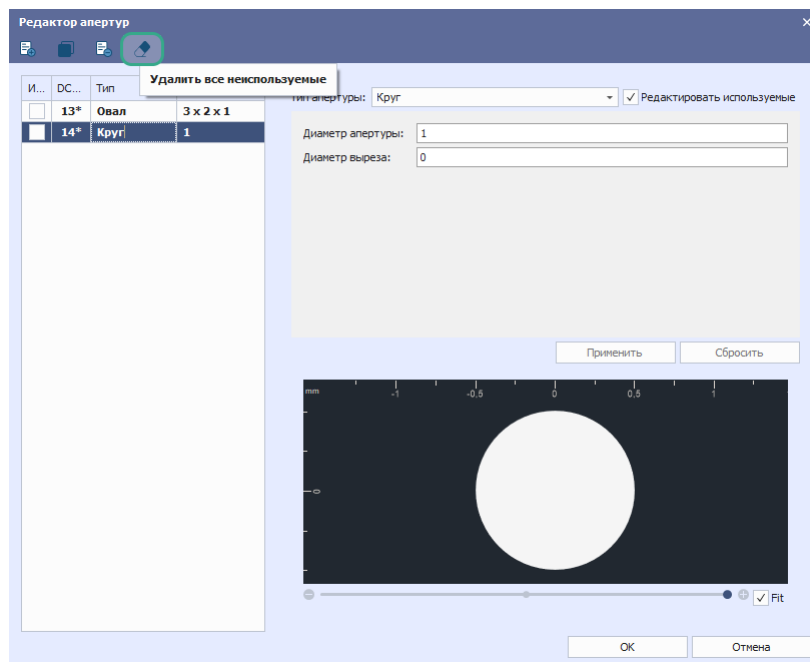 Редактор апертур
Удалить все неиспользуемые
И... DC... Тип
Тип апертуры: Круг
Редактировать используемые
13* Овал 3 x 2 x 1
14* Круг 1
Диаметр апертуры: 1
Диаметр выреза: 0
Применить Сбросить
mm -1 -0,5 0 0,5 1
0
Fit
OK Отмена